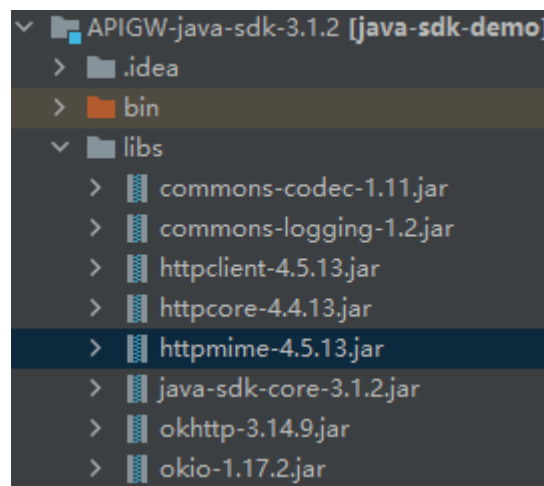 APIGW-java-sdk-3.1.2 [java-sdk-demo]
.idea
bin
libs
commons-codec-1.11.jar
commons-logging-1.2.jar
httpclient-4.5.13.jar
httpcore-4.4.13.jar
httpmime-4.5.13.jar
java-sdk-core-3.1.2.jar
okhttp-3.14.9.jar
okio-1.17.2.jar